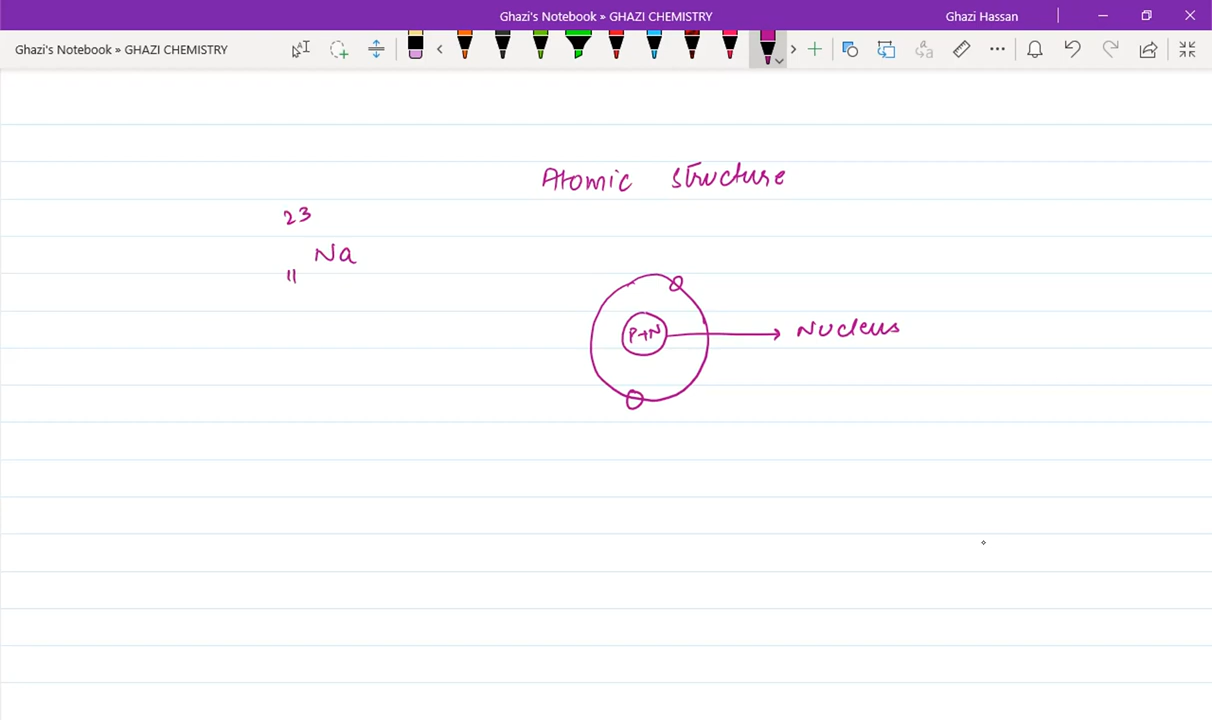 Ghazi's Notebook » GHAZI CHEMISTRY
Ghazi Hassan
Ghazi's Notebook » GHAZI CHEMISTRY
Atomic structure
23
Na
11
P+N
Nucleus